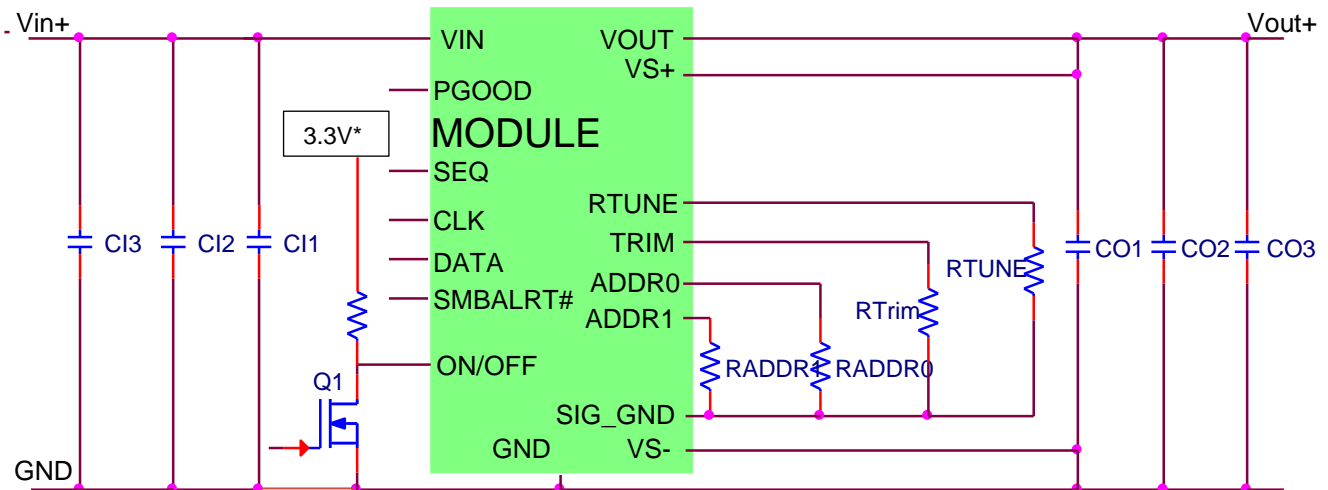 Vin+
Vout+
VIN
VOUT
VS+
PGOOD
3.3V*
MODULE
SEQ
RTUNE
CLK
TRIM
CI3
CI2
CI1
CO1
CO2
CO3
DATA
RTUNE
ADDR0
SMBALRT#
RTrim
ADDR1
ON/OFF
RADDR1
RADDR0
Q1
SIG_GND
GND
VS-
GND